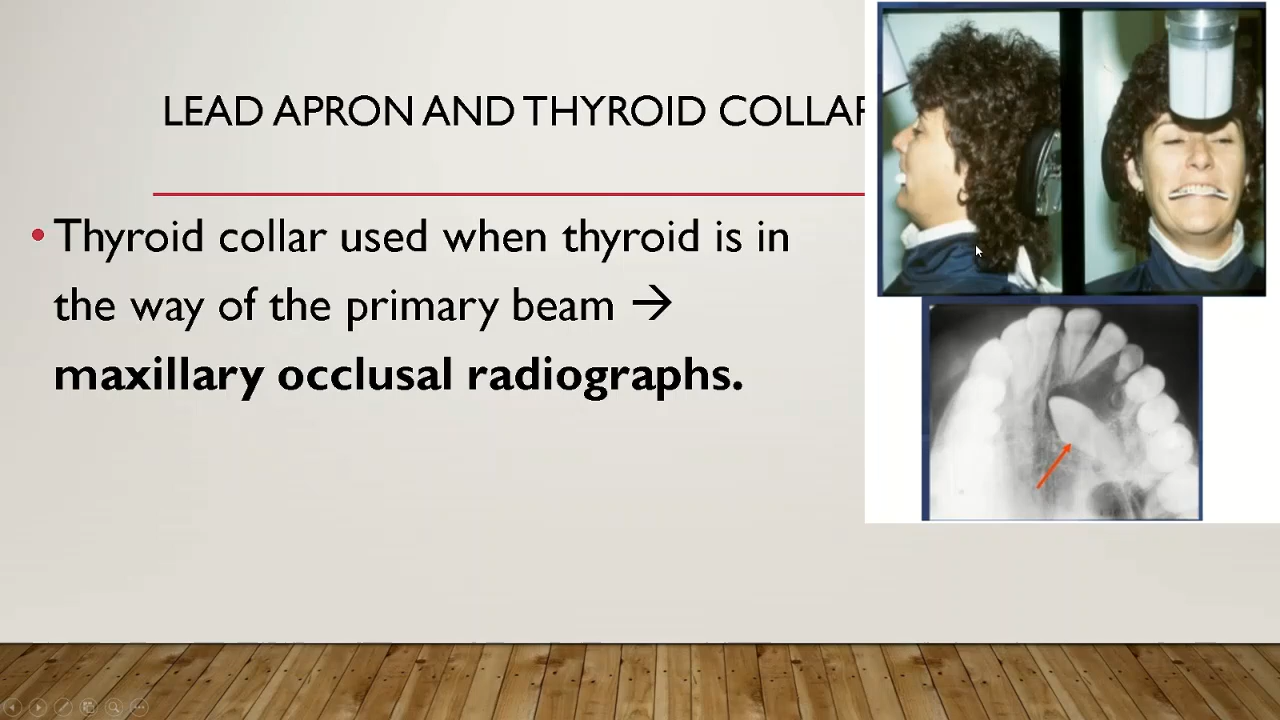 LEAD APRON AND THYROID COLLAR
• Thyroid collar used when thyroid is in
the way of the primary beam →
maxillary occlusal radiographs.